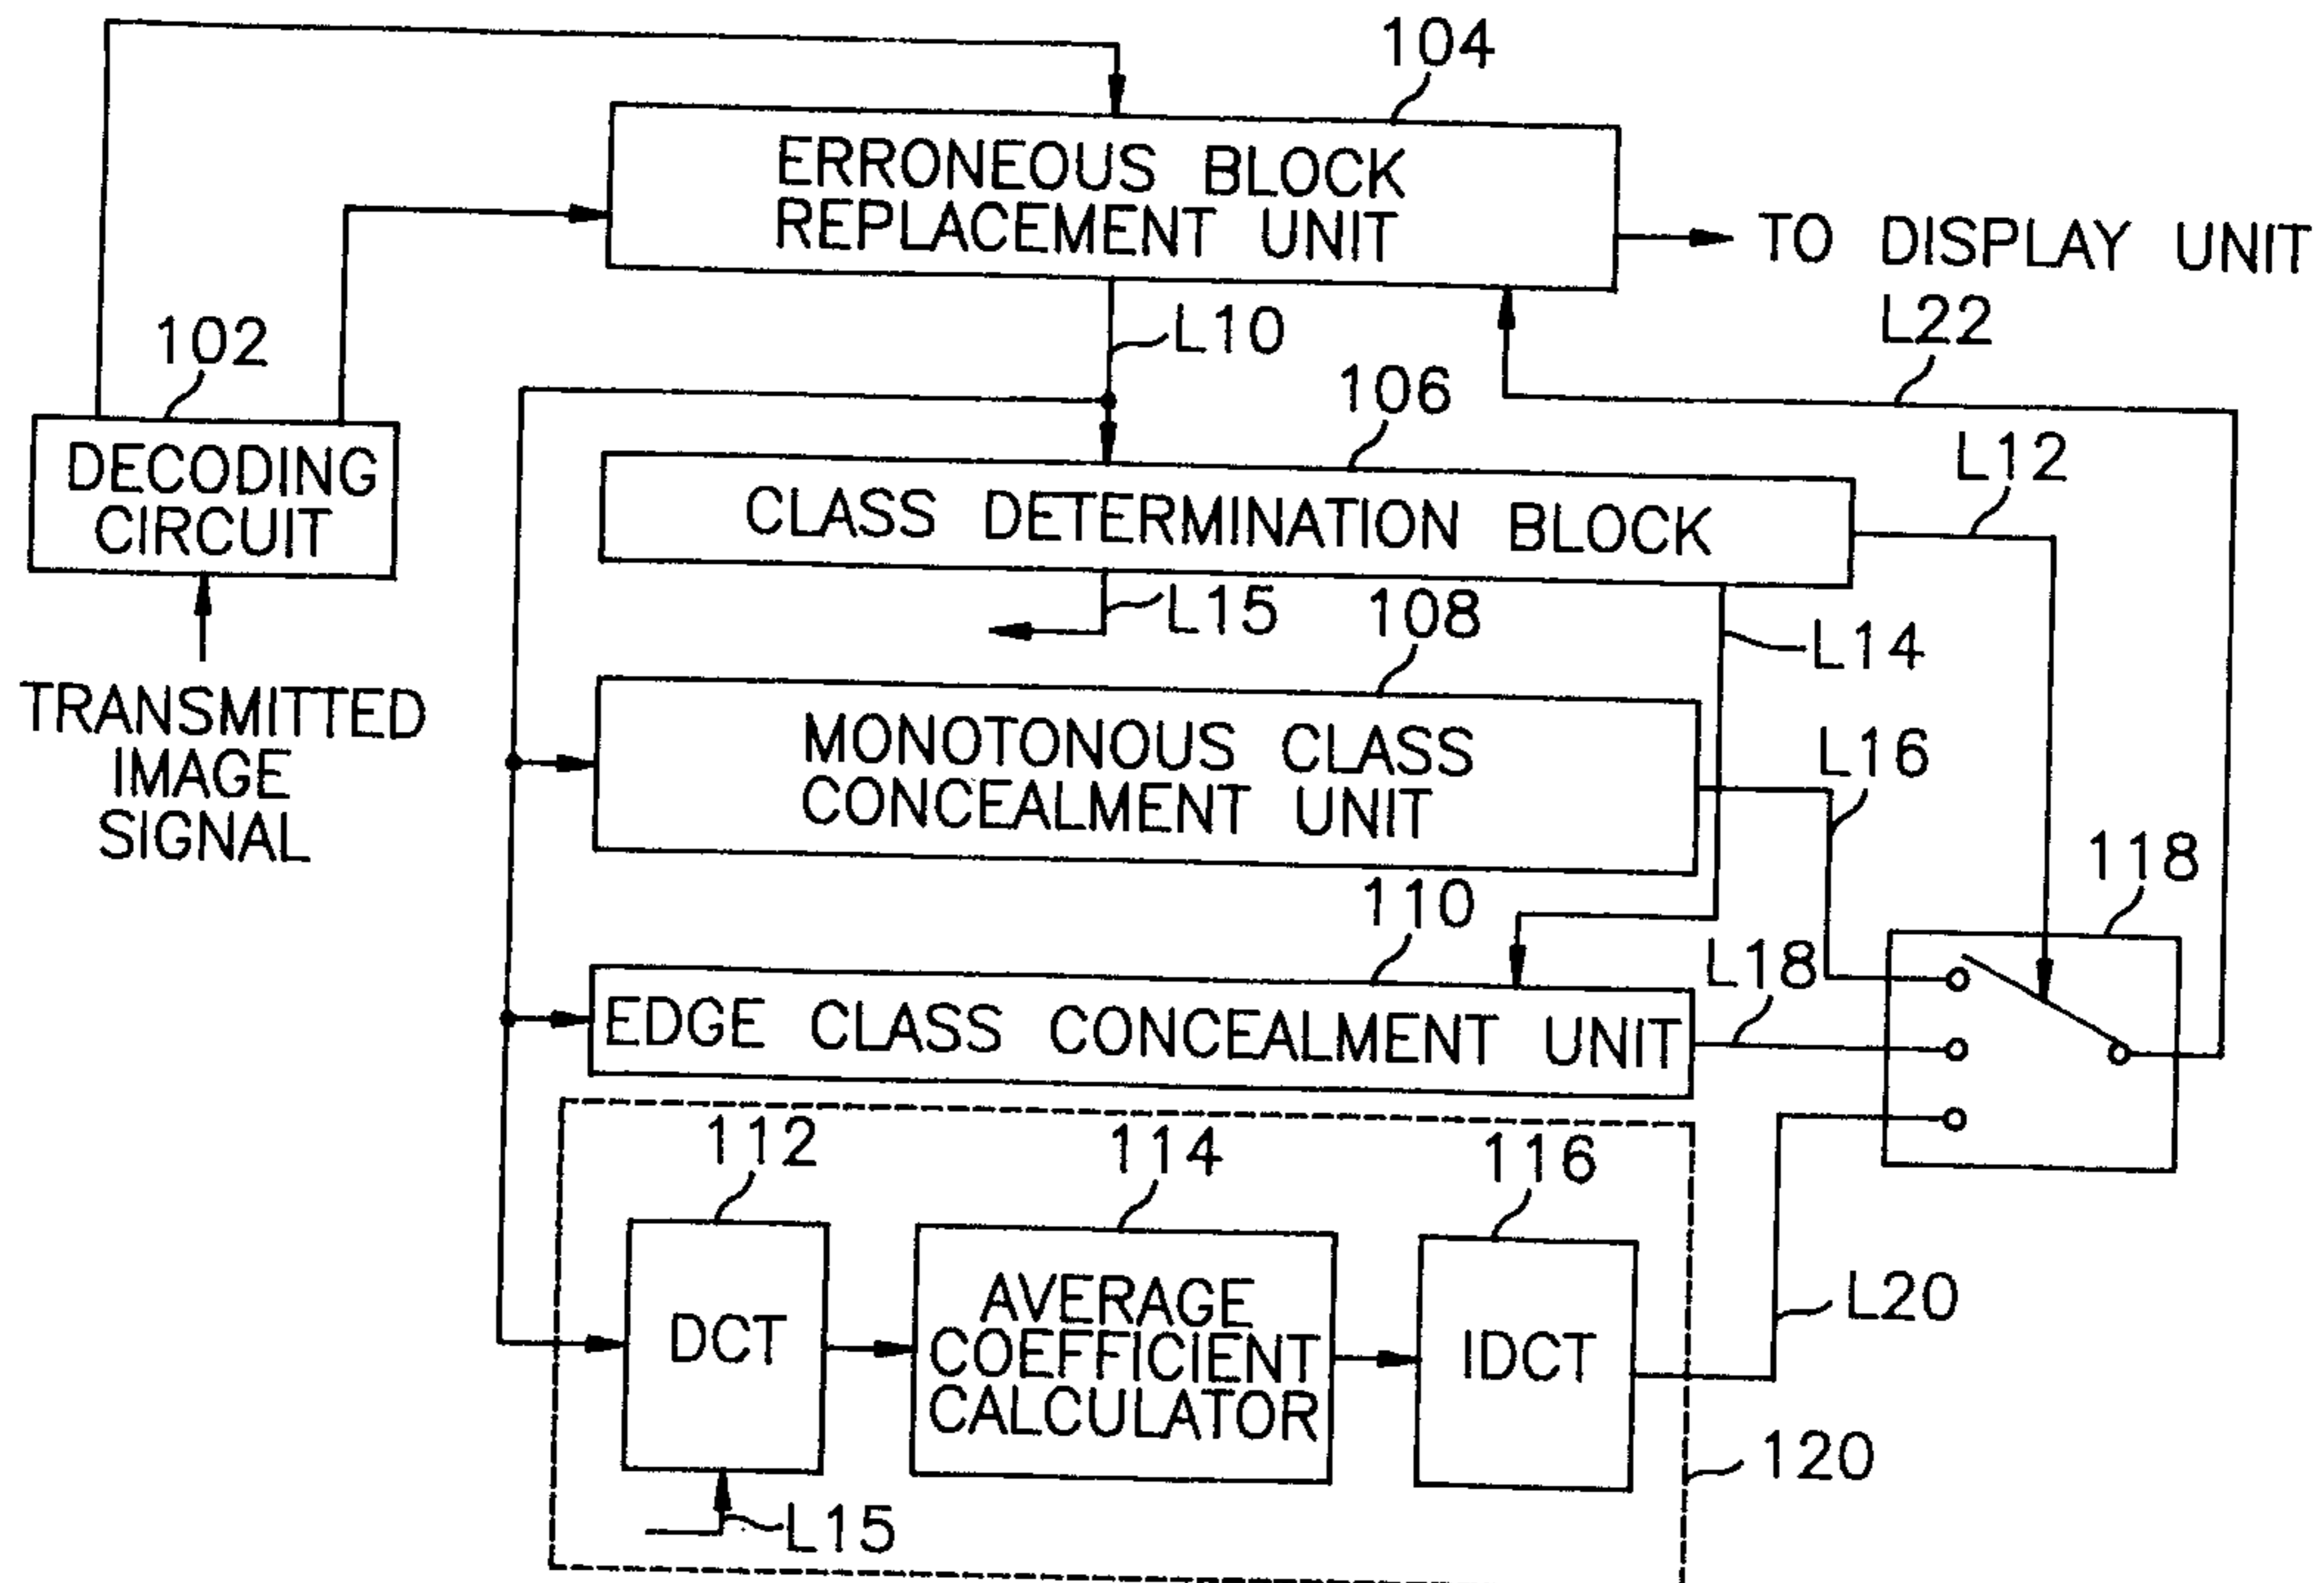 104
ERRONEOUS BLOCK
REPLACEMENT UNIT
TO DISPLAY UNIT
L10
L22
102
106
L12
DECODING
CIRCUIT
CLASS DETERMINATION BLOCK
L15
108
L14
TRANSMITTED
IMAGE
SIGNAL
MONOTONOUS CLASS
CONCEALMENT UNIT
L16
118
110
L18
EDGE CLASS CONCEALMENT UNIT
112
114
116
DCT
AVERAGE
COEFFICIENT
CALCULATOR
IDCT
L20
120
L15